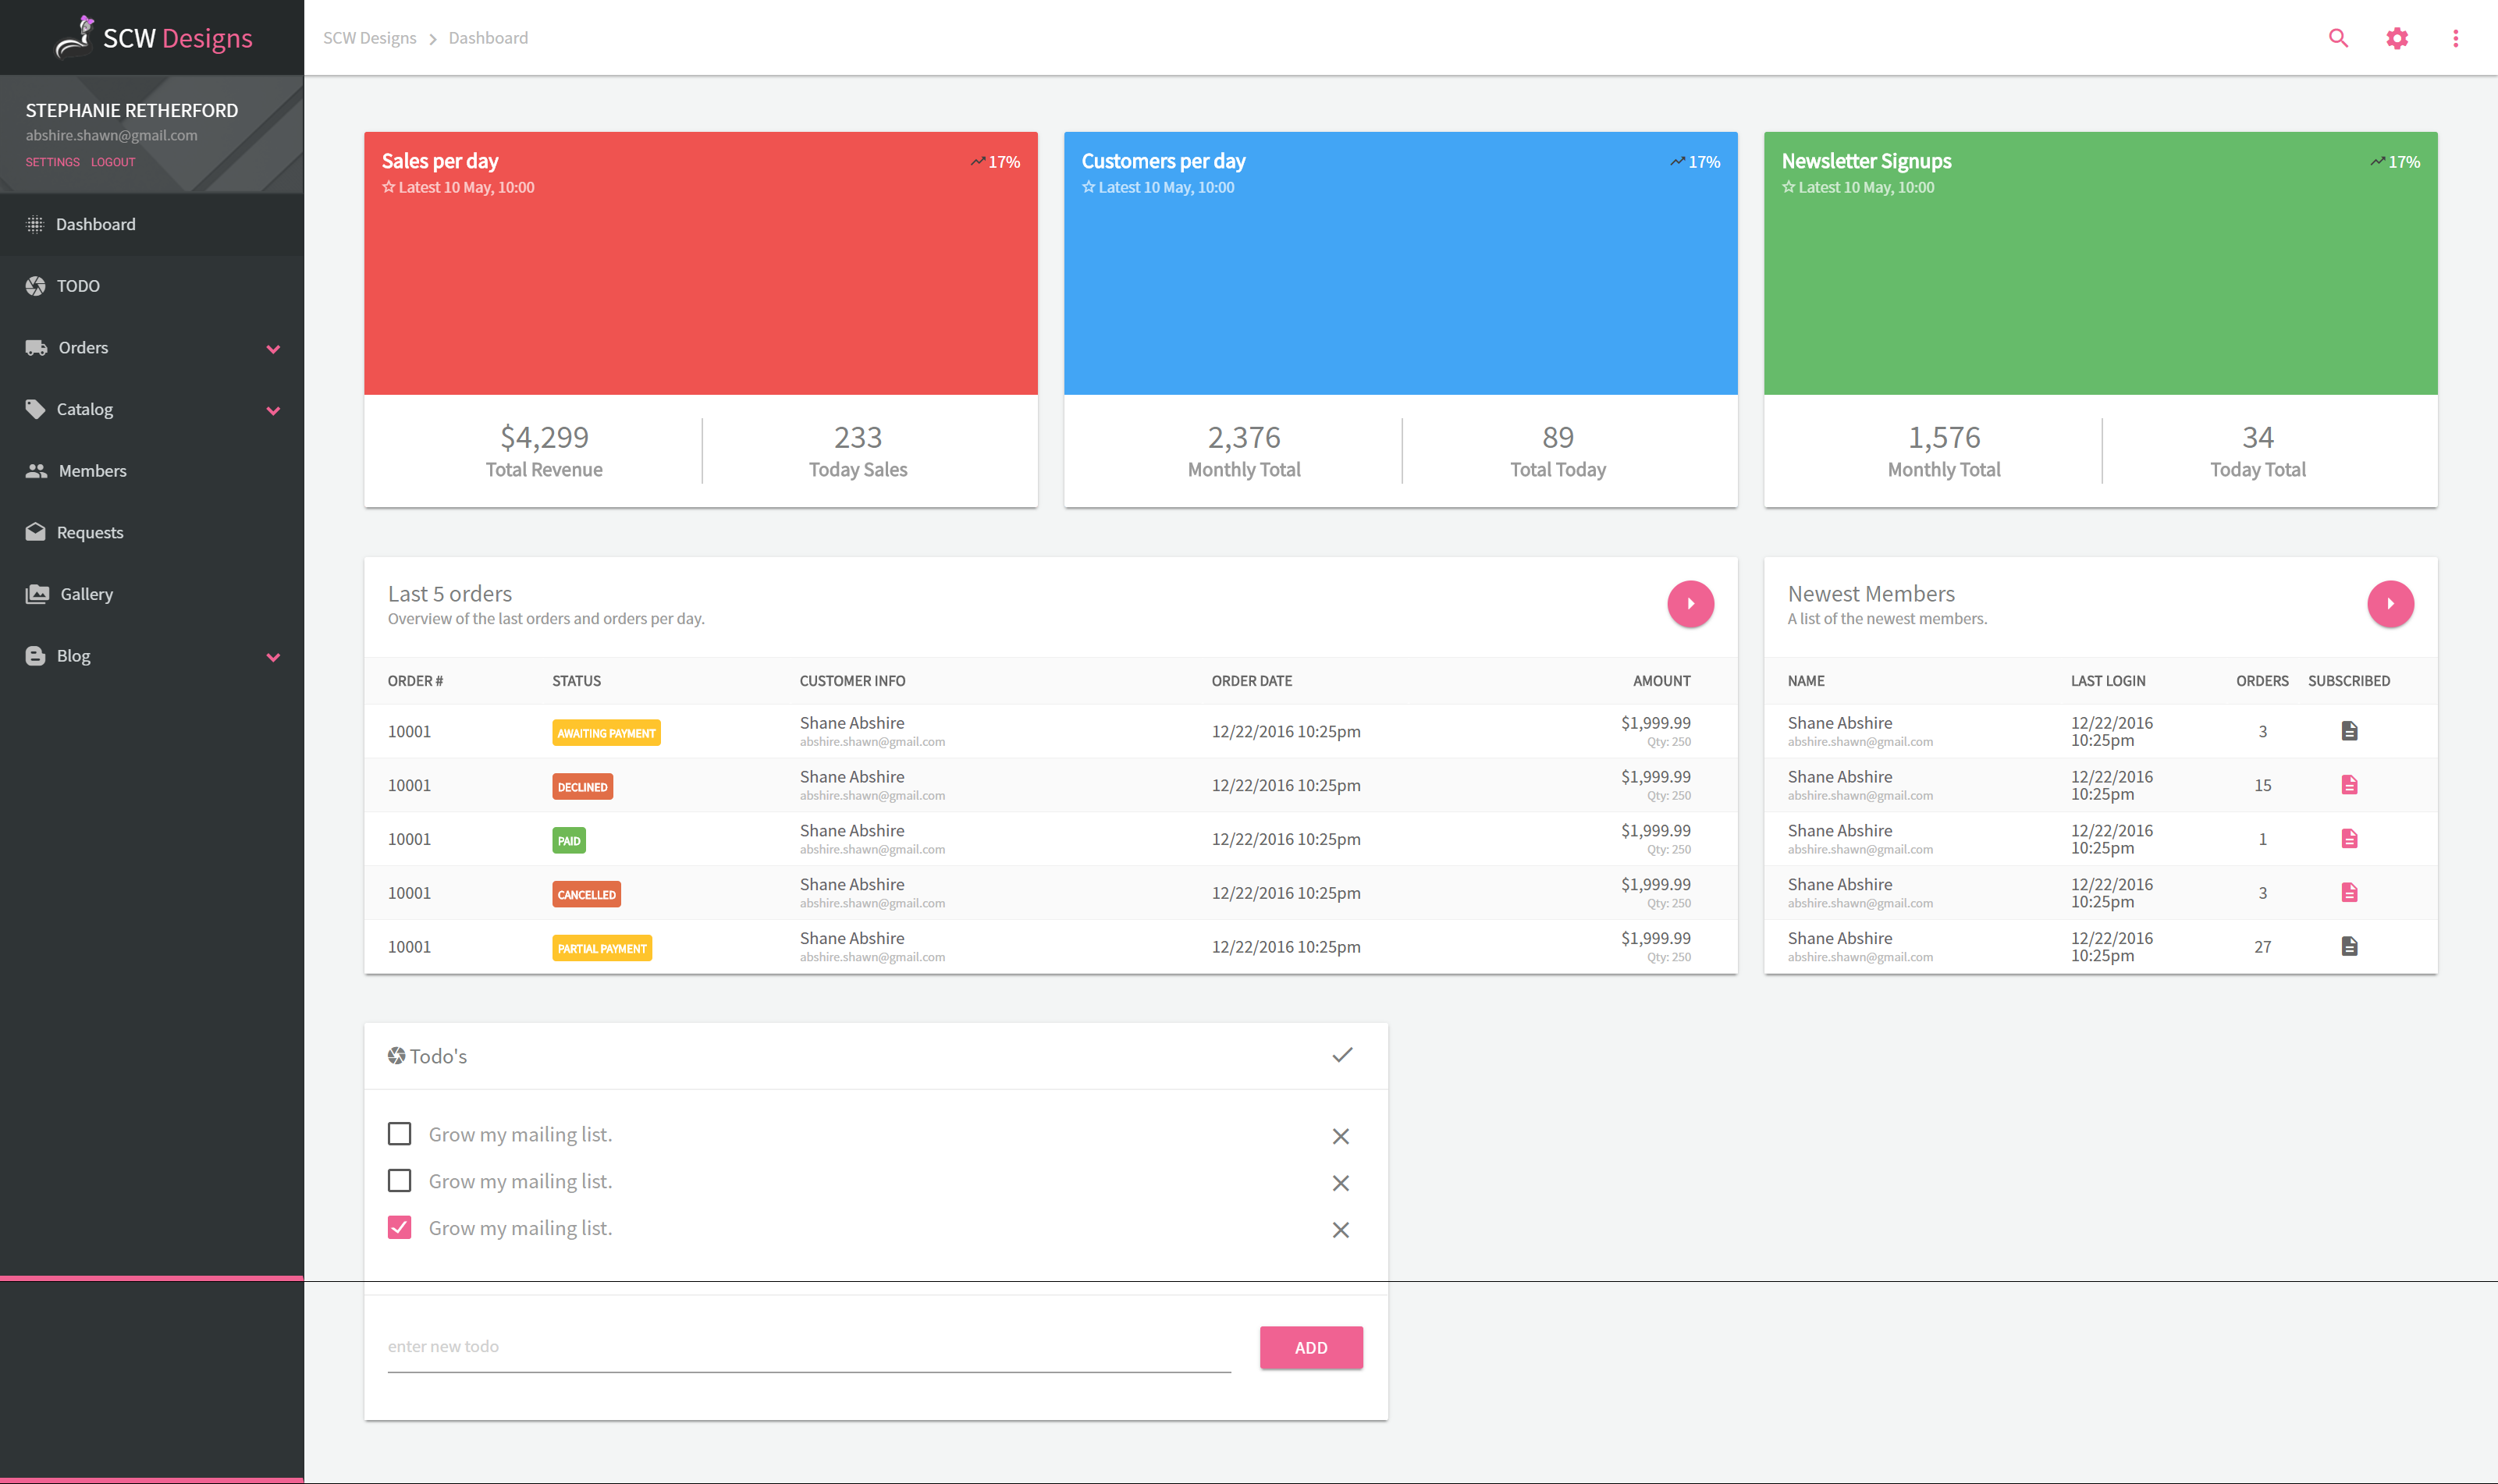 SCW Designs
SCW Designs Dashboard
STEPHANIE RETHERFORD
abshire.shawn@gmail.com
SETTINGS LOGOUT
Dashboard
TODO
Orders
Catalog
Members
Requests
Gallery
Blog
Sales per day 17%
Latest 10 May, 10:00
$4,299 233
Total Revenue Today Sales
Customers per day 17%
Latest 10 May, 10:00
2,376 89
Monthly Total Total Today
Newsletter Signups 17%
Latest 10 May, 10:00
1,576 34
Monthly Total Today Total
Last 5 orders
Overview of the last orders and orders per day.
ORDER # STATUS CUSTOMER INFO ORDER DATE AMOUNT
10001 AWAITING PAYMENT Shane Abshire 12/22/2016 10:25pm $1,999.99
abshire.shawn@gmail.com Qty: 250
10001 DECLINED Shane Abshire 12/22/2016 10:25pm $1,999.99
abshire.shawn@gmail.com Qty: 250
10001 PAID Shane Abshire 12/22/2016 10:25pm $1,999.99
abshire.shawn@gmail.com Qty: 250
10001 CANCELLED Shane Abshire 12/22/2016 10:25pm $1,999.99
abshire.shawn@gmail.com Qty: 250
10001 PARTIAL PAYMENT Shane Abshire 12/22/2016 10:25pm $1,999.99
abshire.shawn@gmail.com Qty: 250
Newest Members
A list of the newest members.
NAME LAST LOGIN ORDERS SUBSCRIBED
Shane Abshire 12/22/2016 3
abshire.shawn@gmail.com 10:25pm
Shane Abshire 12/22/2016 15
abshire.shawn@gmail.com 10:25pm
Shane Abshire 12/22/2016 1
abshire.shawn@gmail.com 10:25pm
Shane Abshire 12/22/2016 3
abshire.shawn@gmail.com 10:25pm
Shane Abshire 12/22/2016 27
abshire.shawn@gmail.com 10:25pm
Todo's
Grow my mailing list.
Grow my mailing list.
Grow my mailing list.
enter new todo ADD